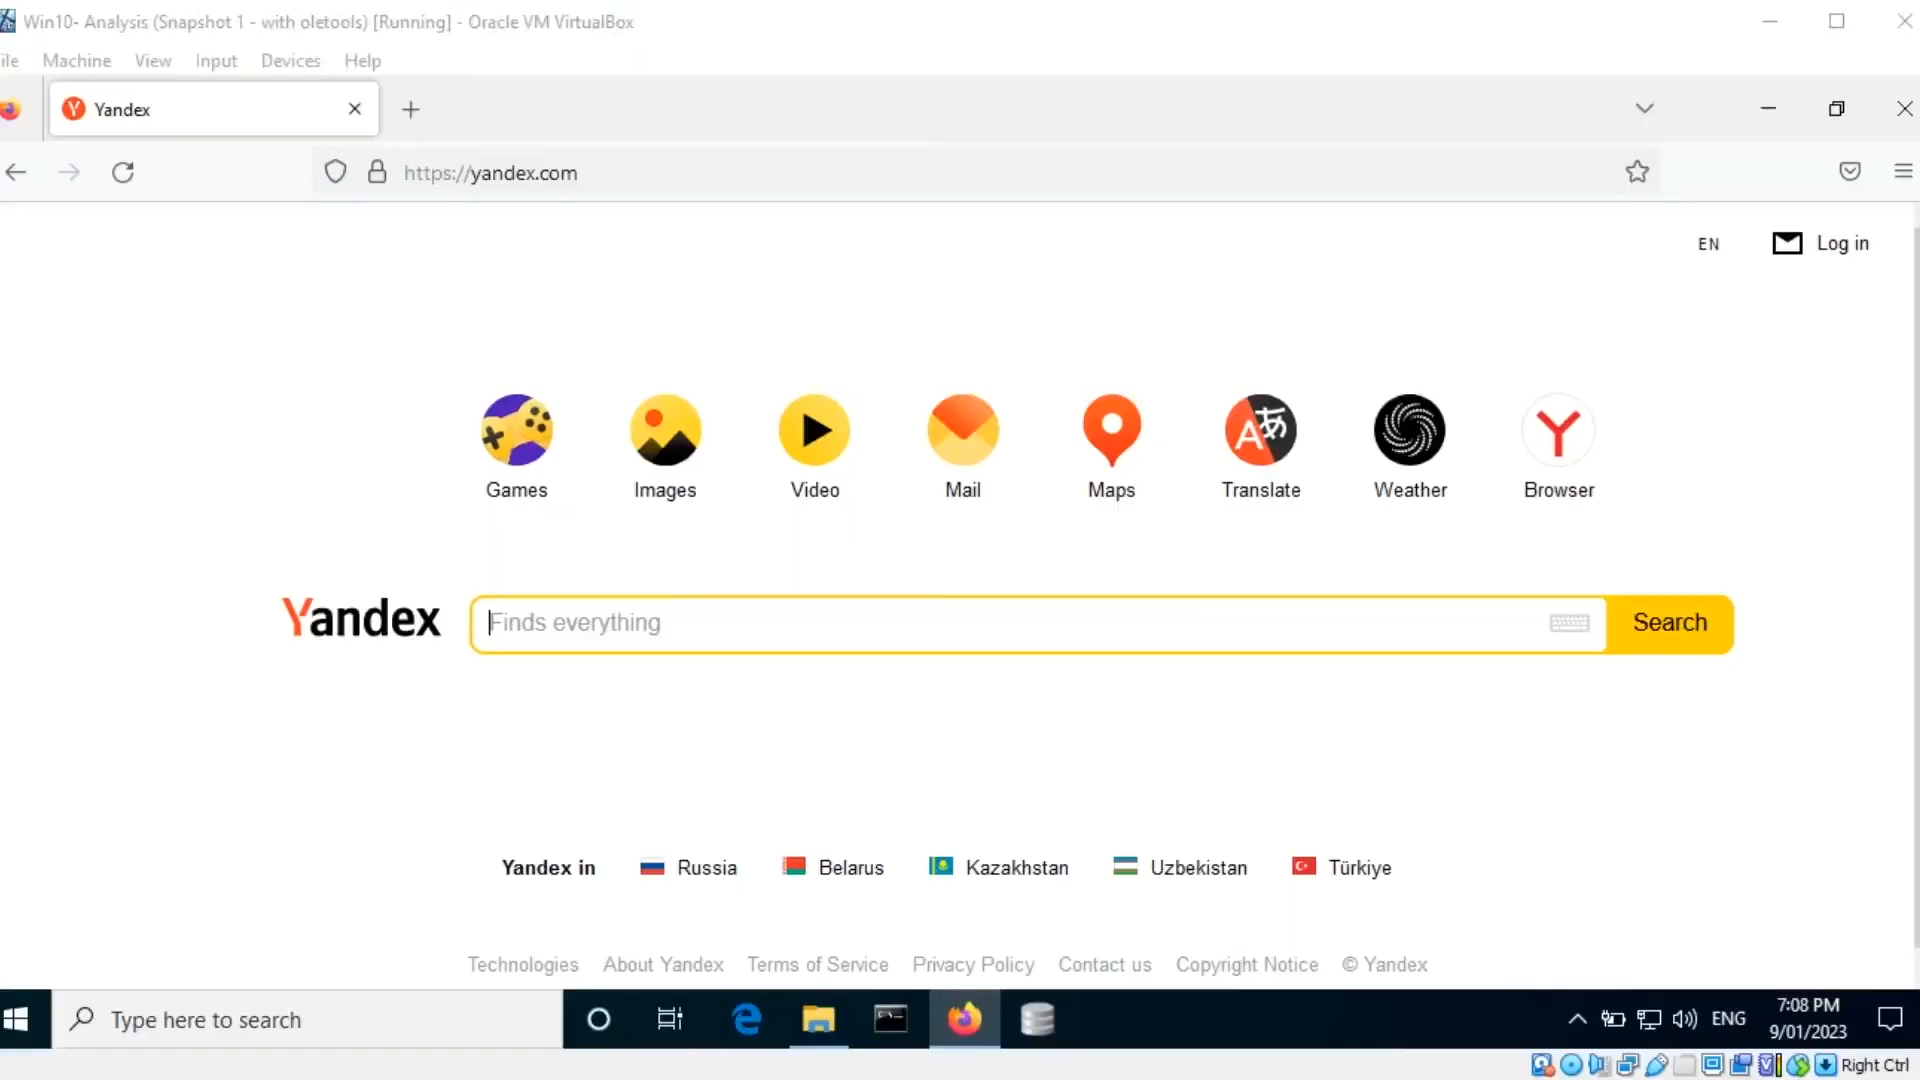 Win10- Analysis (Snapshot 1 - with oletools) [Running] - Oracle VM VirtualBox
ile Machine View Input Devices Help
Yandex
https://yandex.com
EN Log in
Games Images Video Mail Maps Translate Weather Browser
Yandex Finds everything Search
Yandex in Russia Belarus Kazakhstan Uzbekistan Türkiye
Technologies About Yandex Terms of Service Privacy Policy Contact us Copyright Notice © Yandex
Type here to search ENG 7:08 PM
9/01/2023
Right Ctrl